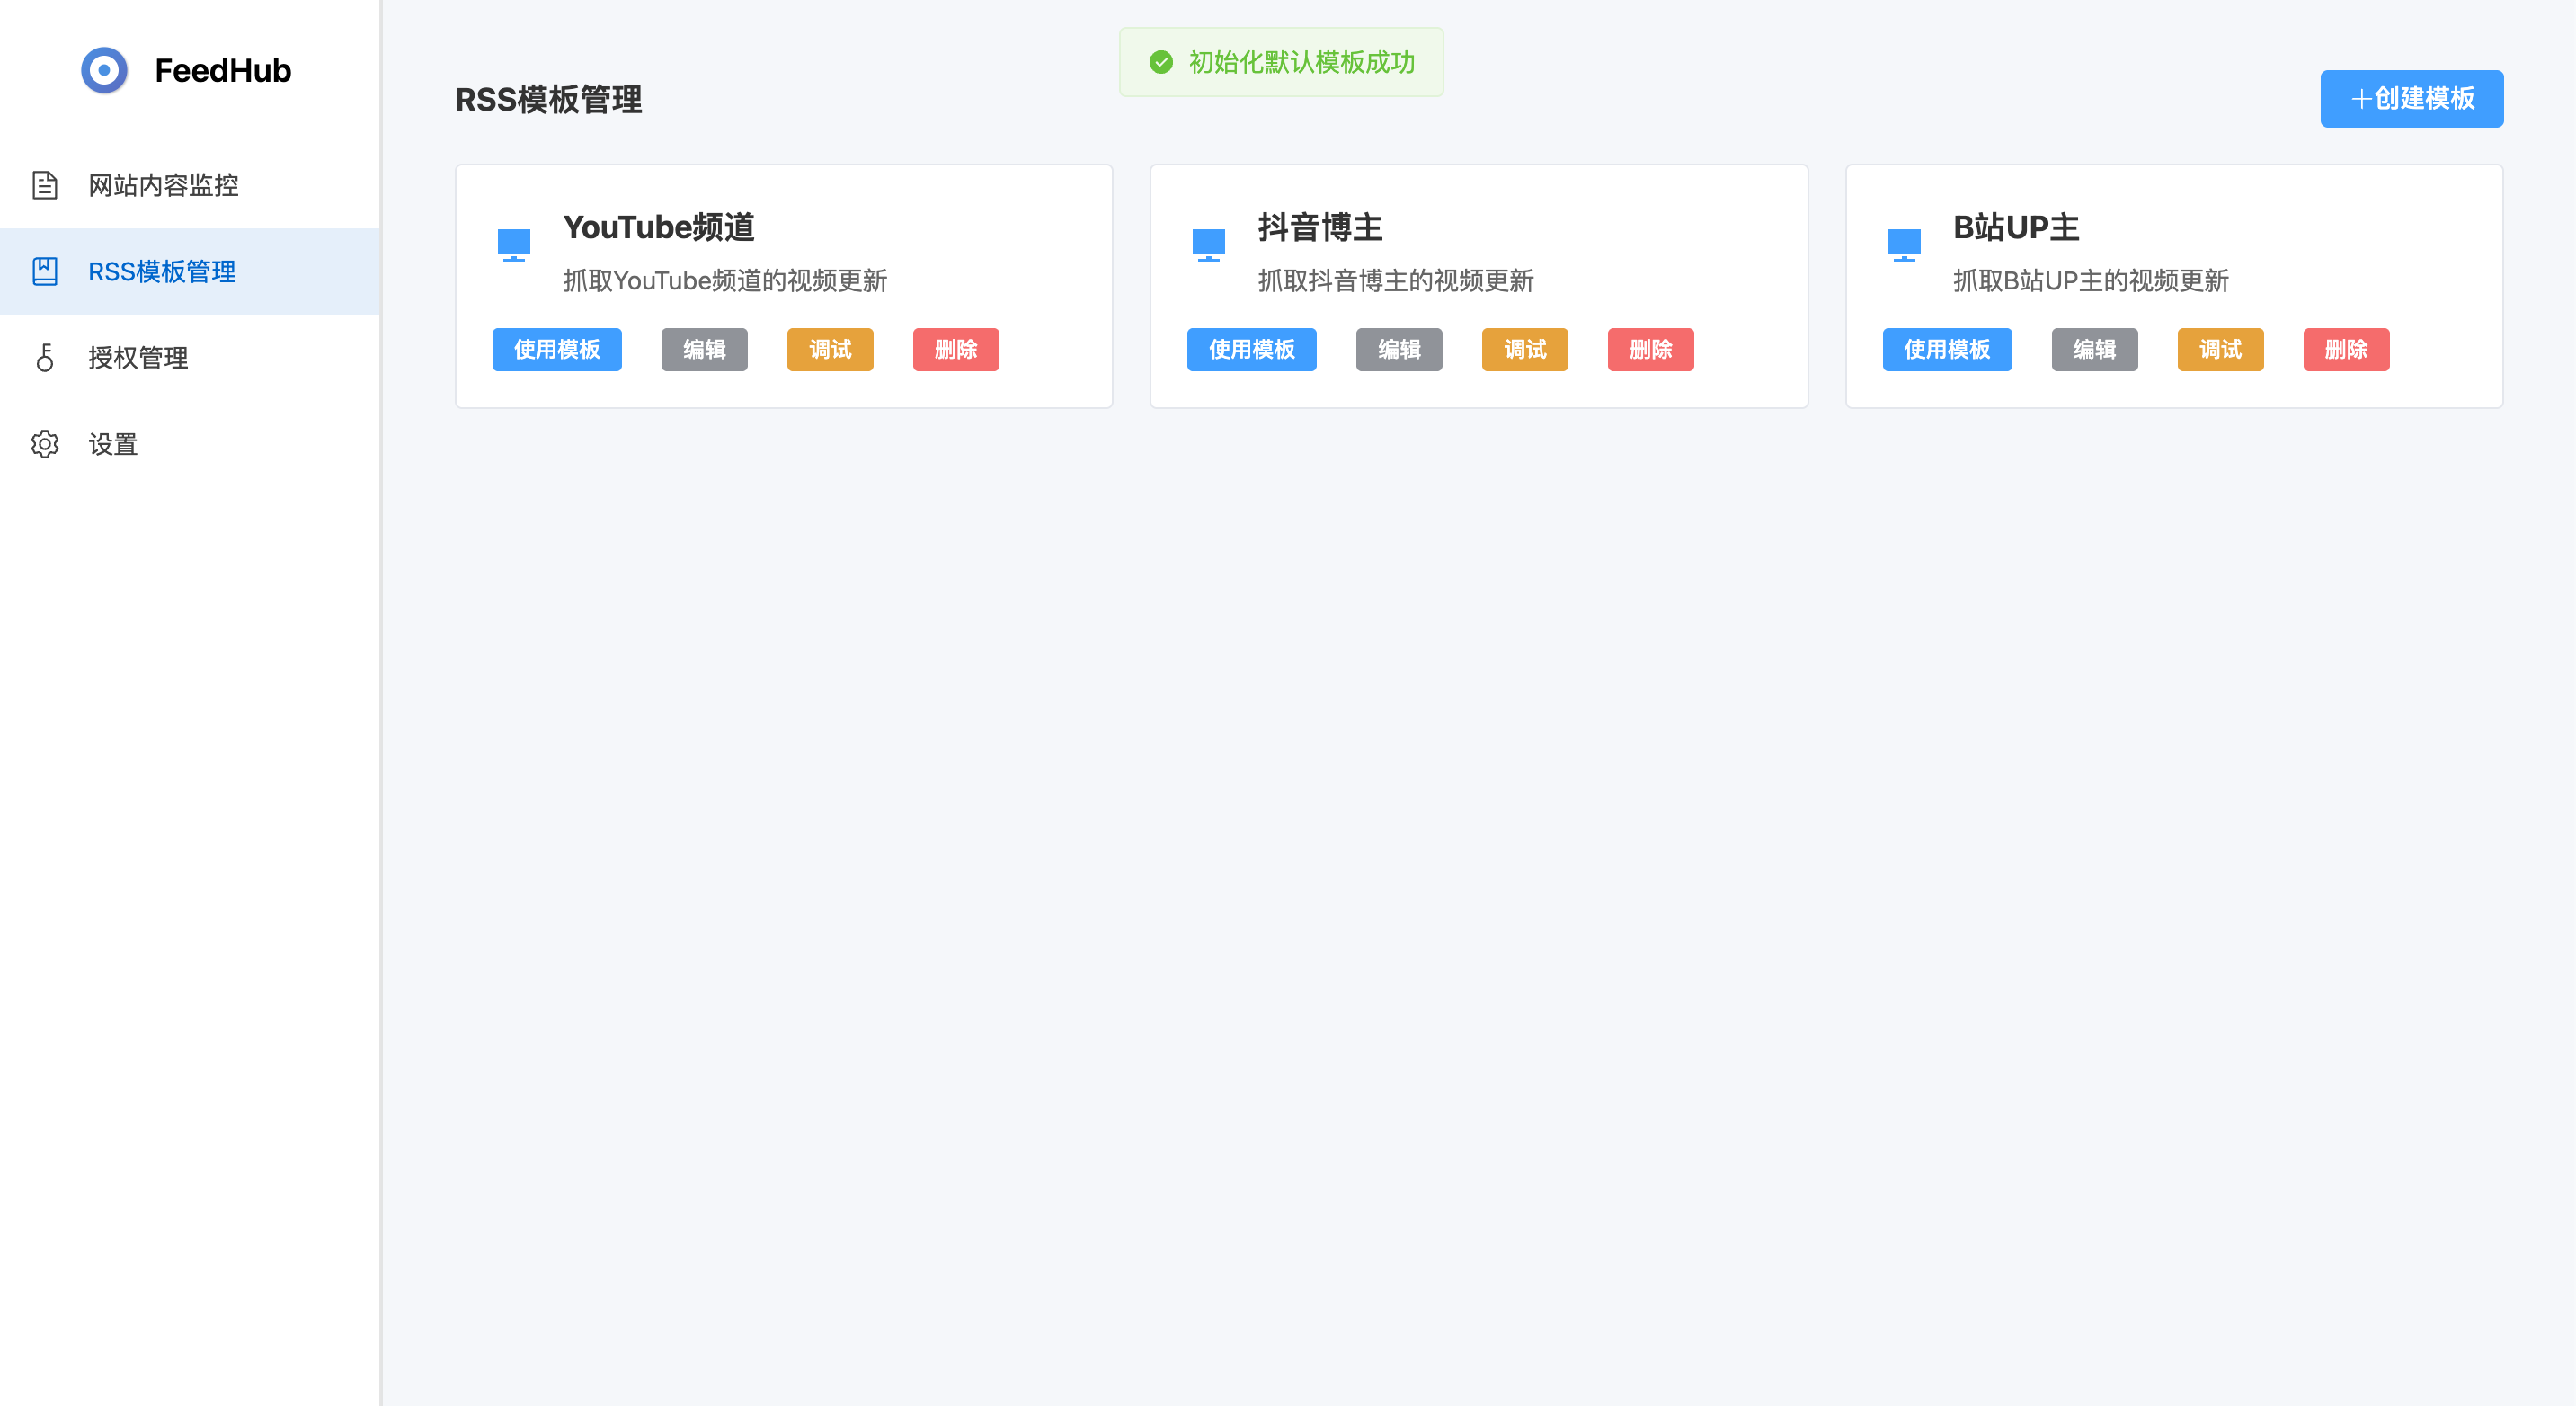 FeedHub
网站内容监控
RSS模板管理
授权管理
设置
初始化默认模板成功
RSS模板管理
创建模板
YouTube频道
抓取YouTube频道的视频更新
使用模板 编辑 调试 删除
抖音博主
抓取抖音博主的视频更新
使用模板 编辑 调试 删除
B站UP主
抓取B站UP主的视频更新
使用模板 编辑 调试 删除